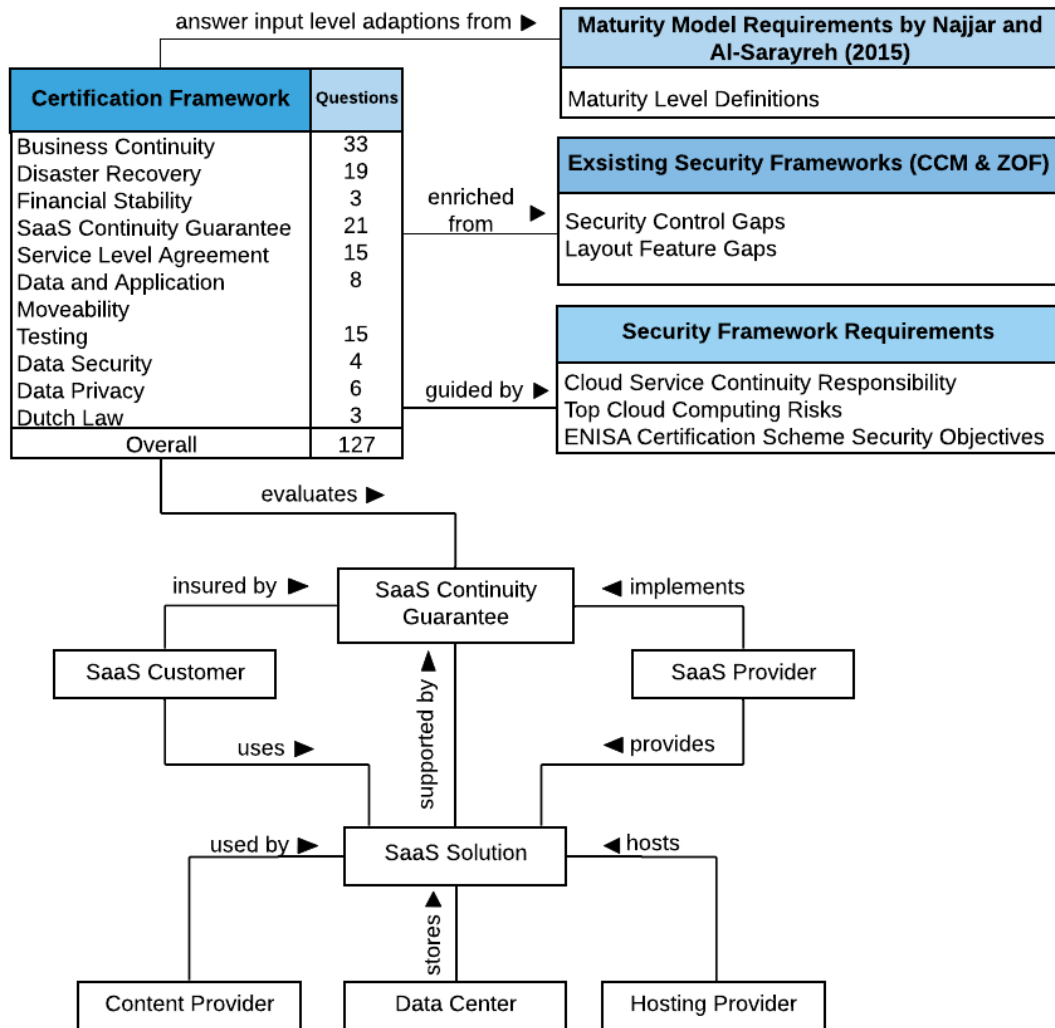 answer input level adaptions from
Maturity Model Requirements by Najjar and
Al-Sarayreh (2015)
Maturity Level Definitions
Certification Framework Questions
Business Continuity 33
Disaster Recovery 19
Financial Stability 3
SaaS Continuity Guarantee 21
Service Level Agreement 15
Data and Application 8
Moveability
Testing 15
Data Security 4
Data Privacy 6
Dutch Law 3
Overall 127
enriched
from
Exsisting Security Frameworks (CCM & ZOF)
Security Control Gaps
Layout Feature Gaps
guided by
Security Framework Requirements
Cloud Service Continuity Responsibility
Top Cloud Computing Risks
ENISA Certification Scheme Security Objectives
evaluates
insured by
SaaS Continuity
Guarantee
implements
SaaS Customer
SaaS Provider
uses
supported by
provides
used by
SaaS Solution
hosts
stores
Content Provider
Data Center
Hosting Provider